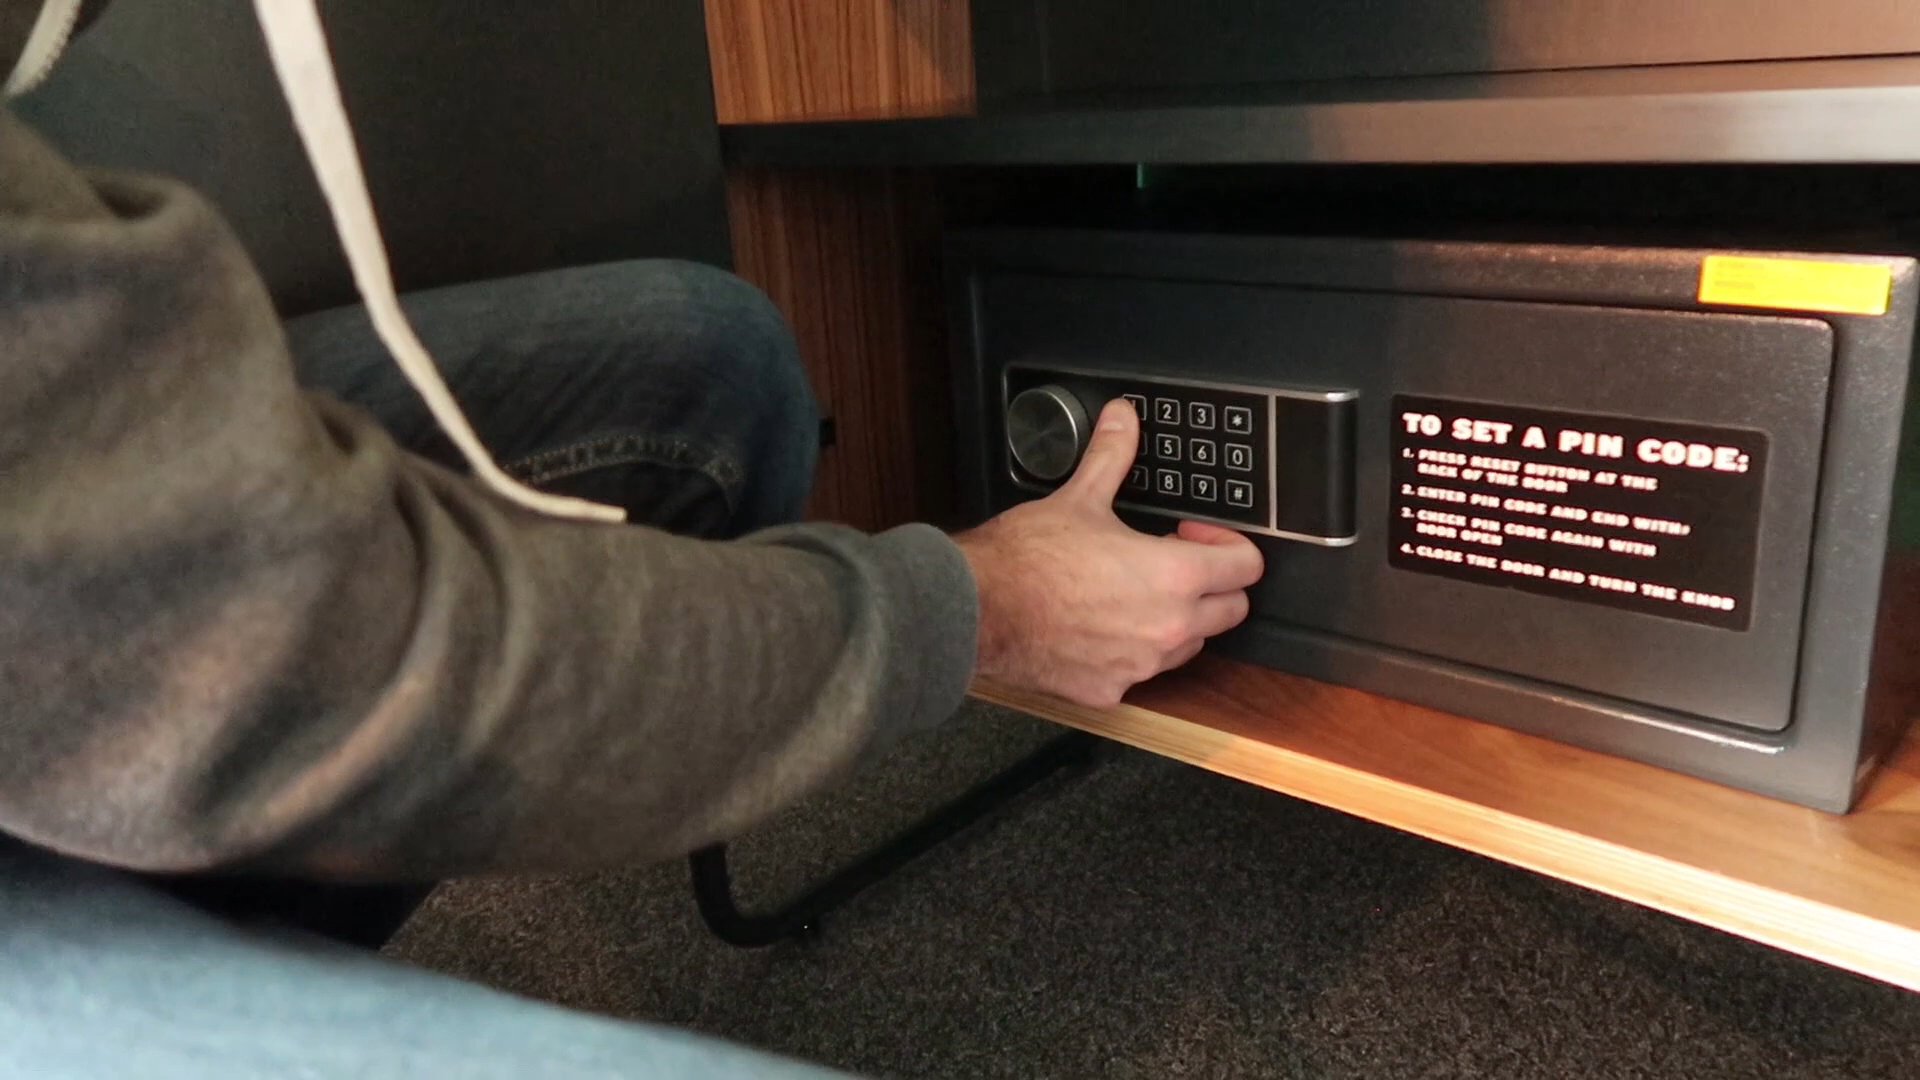 1 2 3 *
5 6 0
7 8 9 #
TO SET A PIN CODE:
1. PRESS RESET BUTTON AT THE
BACK OF THE DOOR
2. ENTER PIN CODE AND END WITH*
3. CHECK PIN CODE AGAIN WITH
DOOR OPEN
4. CLOSE THE DOOR AND TURN THE KNOB